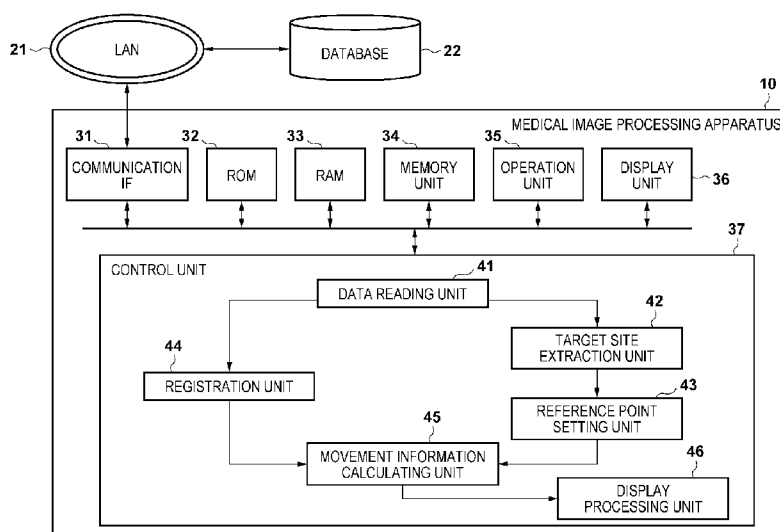 21
LAN
DATABASE
22
10
MEDICAL IMAGE PROCESSING APPARATUS
31
32
33
34
35
COMMUNICATION
IF
ROM
RAM
MEMORY
UNIT
OPERATION
UNIT
DISPLAY
UNIT
36
37
CONTROL UNIT
41
DATA READING UNIT
42
TARGET SITE
EXTRACTION UNIT
44
REGISTRATION UNIT
43
REFERENCE POINT
SETTING UNIT
45
MOVEMENT INFORMATION
CALCULATING UNIT
46
DISPLAY
PROCESSING UNIT